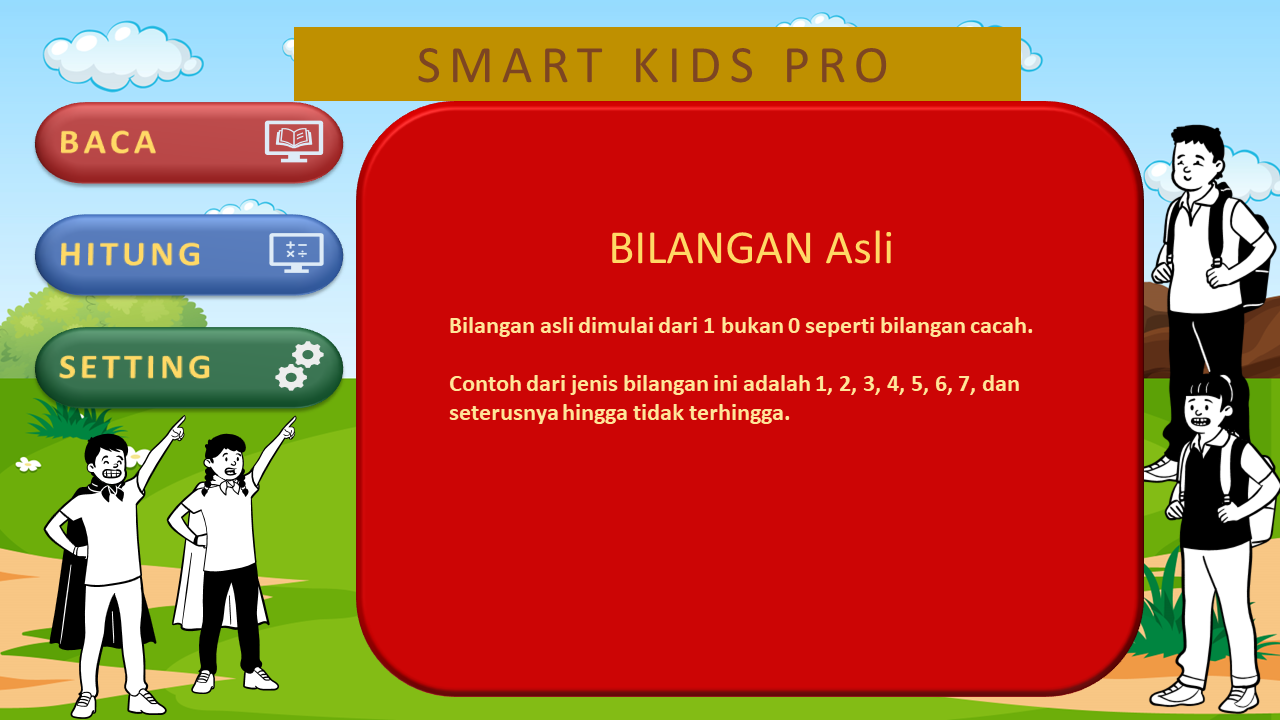 SMART KIDS PRO
BACA
HITUNG
SETTING
BILANGAN Asli
Bilangan asli dimulai dari 1 bukan 0 seperti bilangan cacah.
Contoh dari jenis bilangan ini adalah 1, 2, 3, 4, 5, 6, 7, dan
seterusnya hingga tidak terhingga.